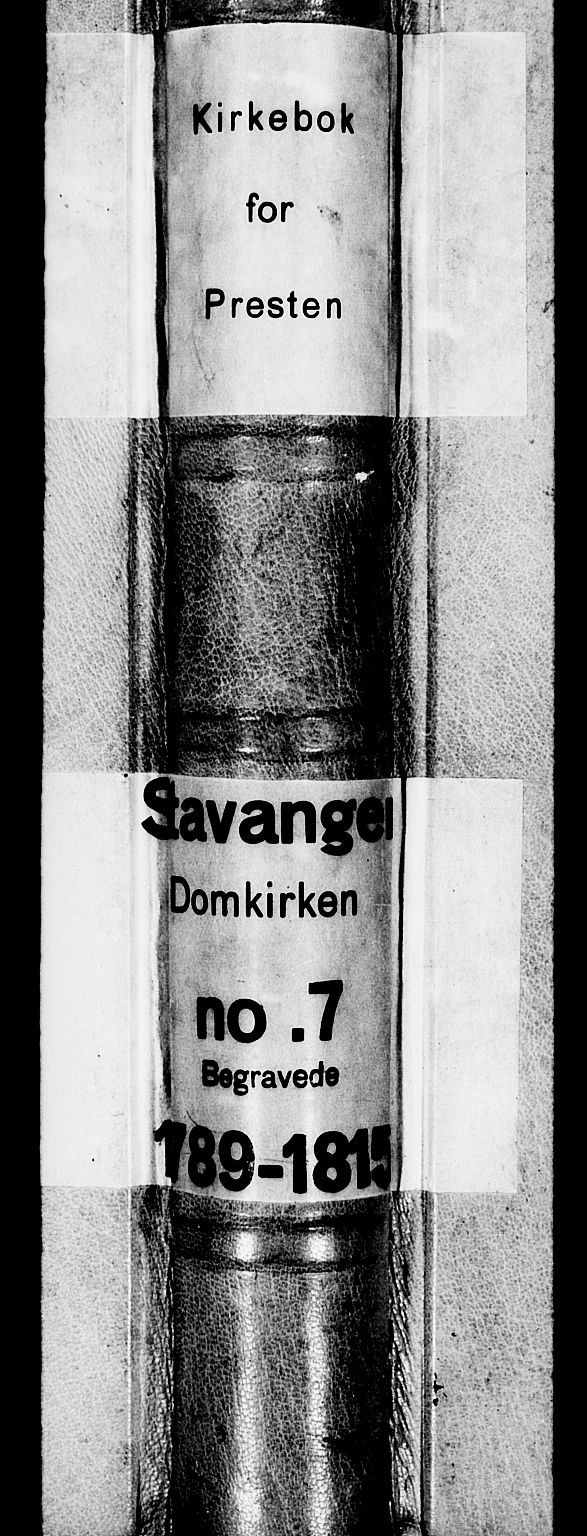 Kirkebok
for
Presten
Stavanger
Domkirken
no .7
Begravede
1789-1815